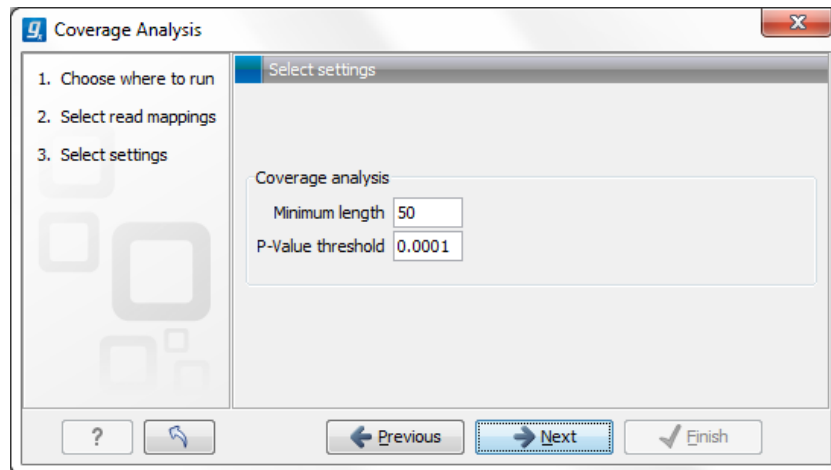 Coverage Analysis
1. Choose where to run
2. Select read mappings
3. Select settings
Select settings
Coverage analysis
Minimum length 50
P-Value threshold 0.0001
?
Previous
Next
Finish